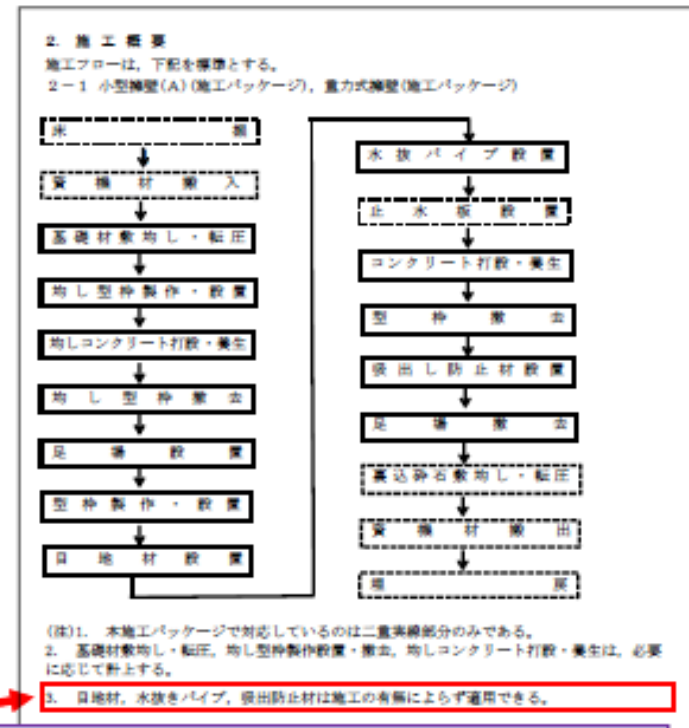 2. 施工概要
施工フローは，下記を標準とする。
2－1 小型擁壁(A)(施工パッケージ)，重力式擁壁(施工パッケージ)
床掘
資機材搬入
基礎材敷均し・転圧
均し型枠製作・設置
均しコンクリート打設・養生
均し型枠撤去
足場設置
型枠製作・設置
目地材設置
水抜パイプ設置
止水板設置
コンクリート打設・養生
型枠撤去
吸出し防止材設置
足場撤去
裏込砕石敷均し・転圧
資機材搬出
埋戻
(注)1. 本施工パッケージで対応しているのは二重実線部分のみである。
2. 基礎材敷均し・転圧，均し型枠製作設置・撤去，均しコンクリート打設・養生は，必要
に応じて計上する。
3. 目地材，水抜きパイプ，吸出防止材は施工の有無によらず適用できる。